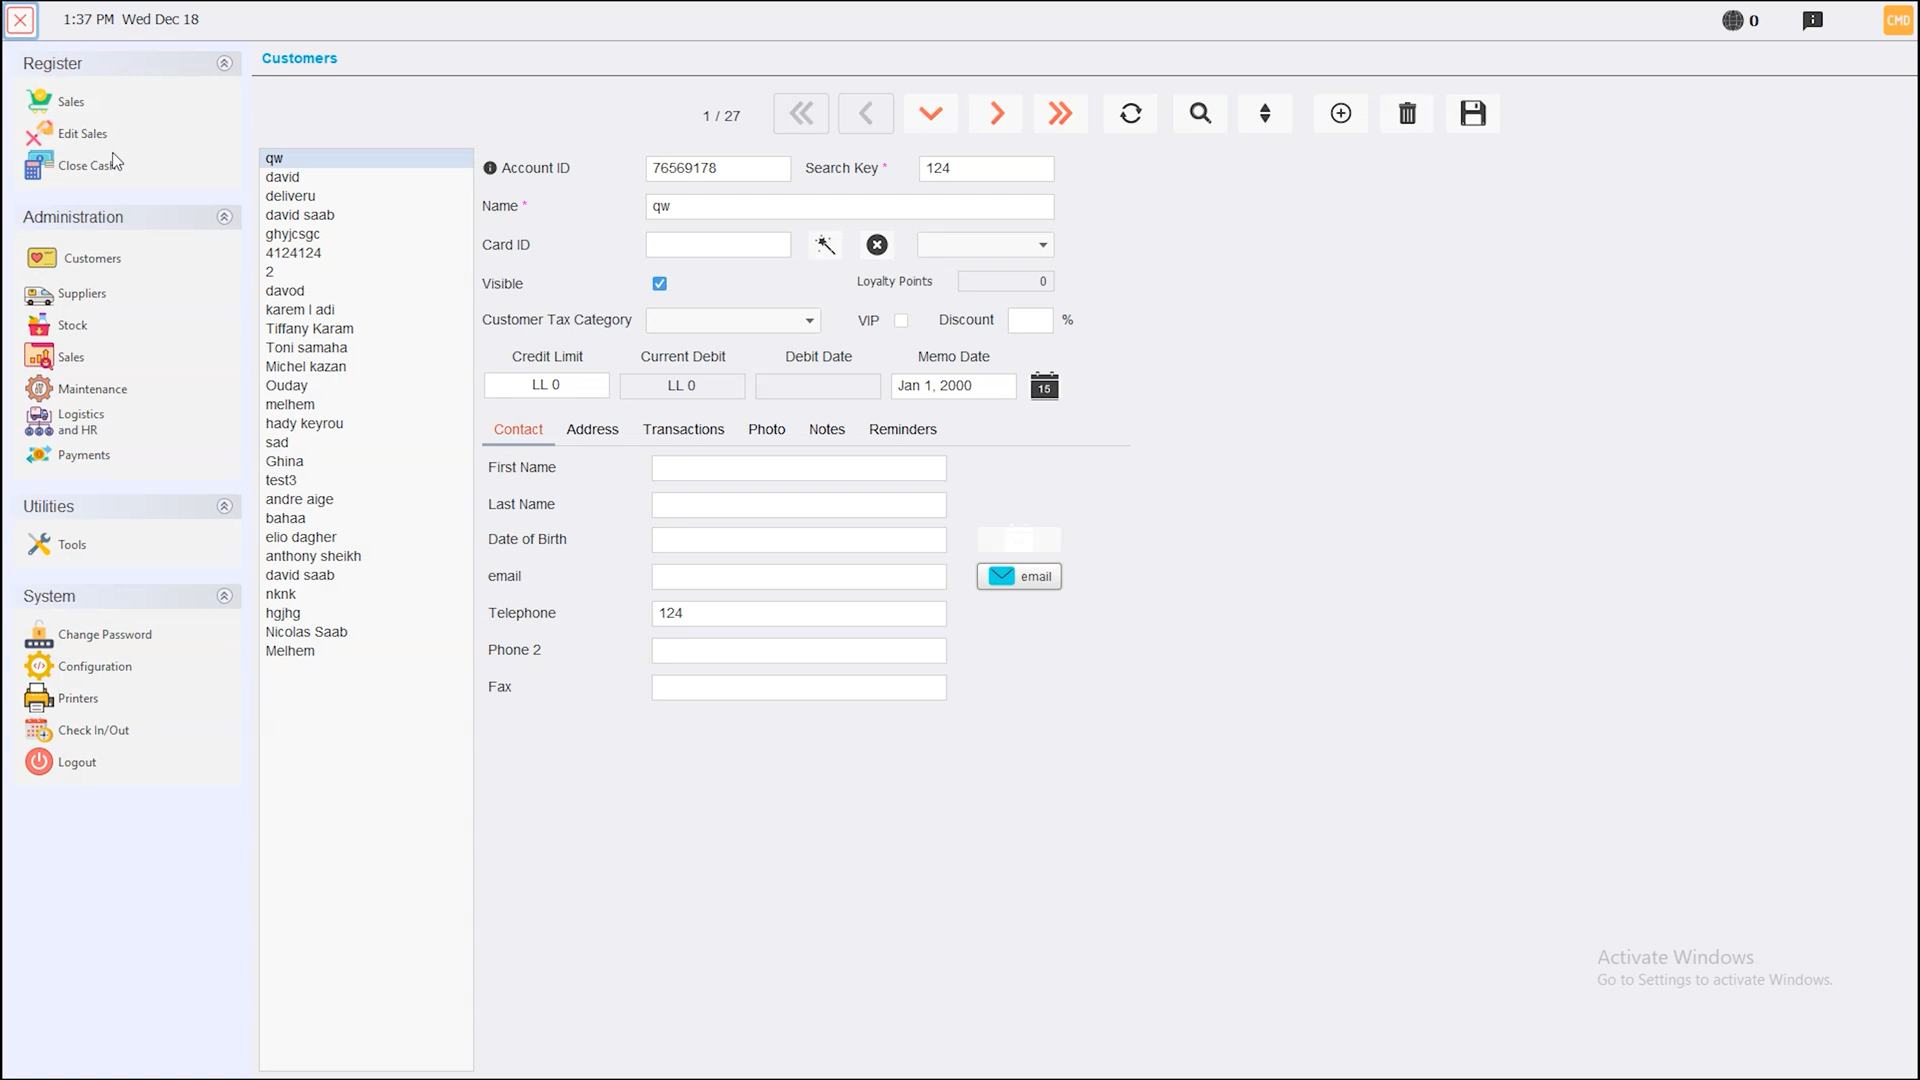 1:37 PM Wed Dec 18
0
CMD
Register
Sales
Edit Sales
Close Cash
Administration
Customers
Suppliers
Stock
Sales
Maintenance
Logistics
and HR
Payments
Utilities
Tools
System
Change Password
Configuration
Printers
Check In/Out
Logout
Customers
1 / 27
qw
david
deliveru
david saab
ghyjcsgc
4124124
2
davod
karem l adi
Tiffany Karam
Toni samaha
Michel kazan
Ouday
melhem
hady keyrou
sad
Ghina
test3
andre aige
bahaa
elio dagher
anthony sheikh
david saab
nknk
hgjhg
Nicolas Saab
Melhem
Account ID 76569178 Search Key * 124
Name * qw
Card ID
Visible Loyalty Points 0
Customer Tax Category VIP Discount %
Credit Limit Current Debit Debit Date Memo Date
LL 0 LL 0 Jan 1, 2000 15
Contact Address Transactions Photo Notes Reminders
First Name
Last Name
Date of Birth
email email
Telephone 124
Phone 2
Fax
Activate Windows
Go to Settings to activate Windows.